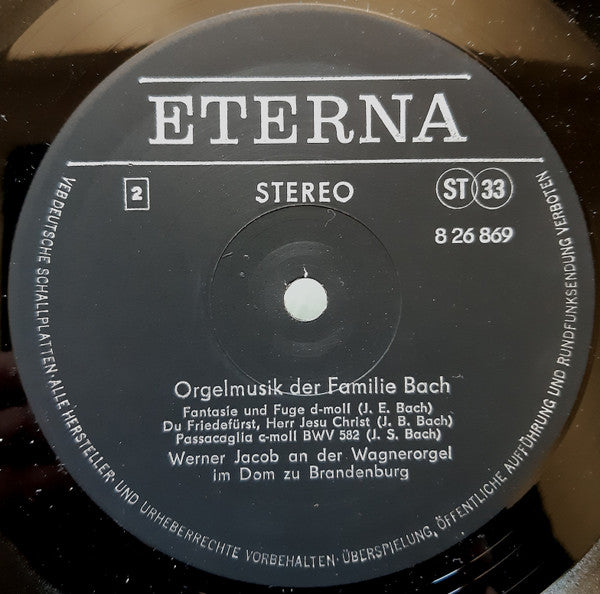 ETERNA
2 STEREO ST 33
8 26 869
Orgelmusik der Familie Bach
Fantasie und Fuge d-moll (J. E. Bach)
Du Friedefürst, Herr Jesu Christ (J. B. Bach)
Passacaglia c-moll BWV 582 (J. S. Bach)
Werner Jacob an der Wagnerorgel
im Dom zu Brandenburg
VEB DEUTSCHE SCHALLPLATTEN · ALLE HERSTELLER- UND URHEBERRECHTE VORBEHALTEN · ÜBERSPIELUNG, ÖFFENTLICHE AUFFÜHRUNG UND RUNDFUNKSENDUNG VERBOTEN